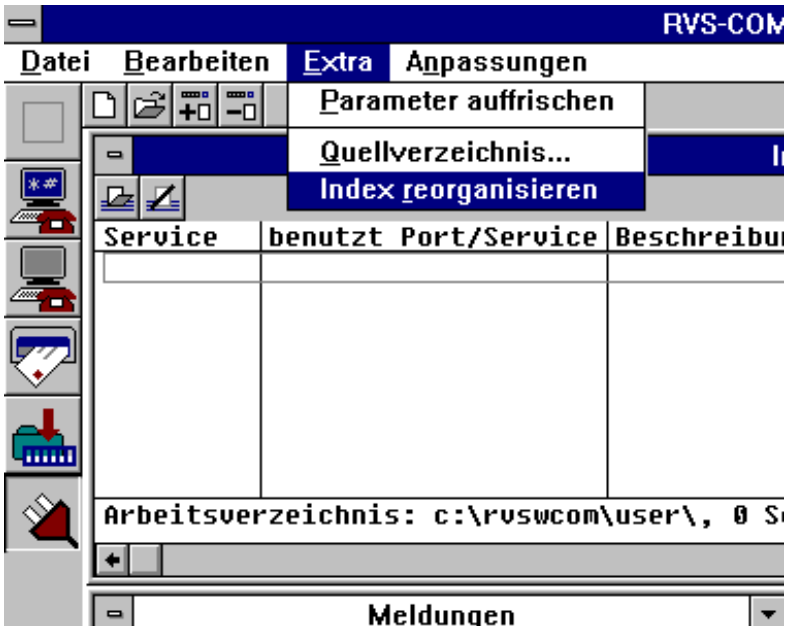 RVS-COM
Datei Bearbeiten Extra Anpassungen
Parameter auffrischen
Quellverzeichnis...
Index reorganisieren
Service benutzt Port/Service
Arbeitsverzeichnis: c:\rvswcom\user\, 0
Meldungen